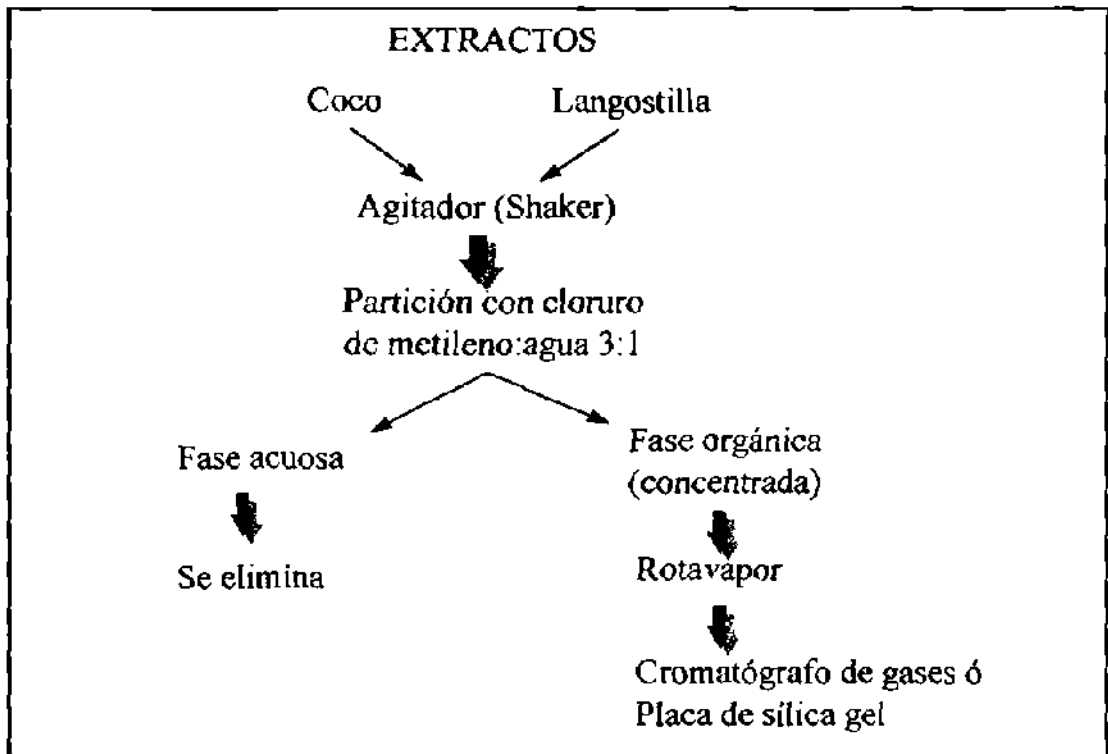 EXTRACTOS
Coco Langostilla
Agitador (Shaker)
Partición con cloruro
de metileno:agua 3:1
Fase acuosa
Fase orgánica
(concentrada)
Se elimina
Rotavapor
Cromatógrafo de gases ó
Placa de sílica gel